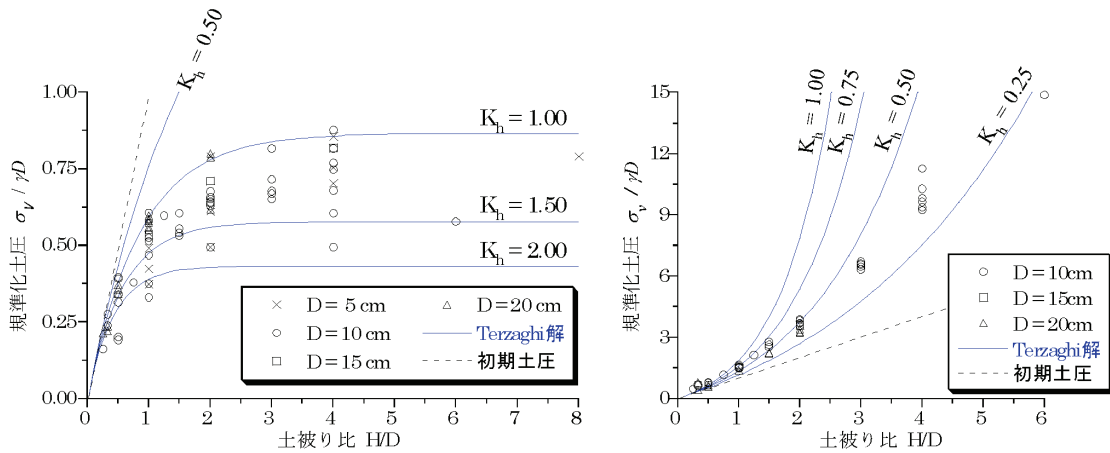 K_h = 0.50
1.00
0.75
0.50
0.25
0.00
規準化土圧 σ_v / γD
K_h = 1.00
K_h = 1.50
K_h = 2.00
× D = 5 cm
△ D = 20 cm
○ D = 10 cm
Terzaghi解
□ D = 15 cm
初期土圧
0 1 2 3 4 5 6 7 8
土被り比 H/D
K_h = 1.00
K_h = 0.75
K_h = 0.50
K_h = 0.25
15
12
9
6
3
0
規準化土圧 σ_v / γD
○ D = 10cm
□ D = 15cm
△ D = 20cm
Terzaghi解
初期土圧
0 1 2 3 4 5 6
土被り比 H/D